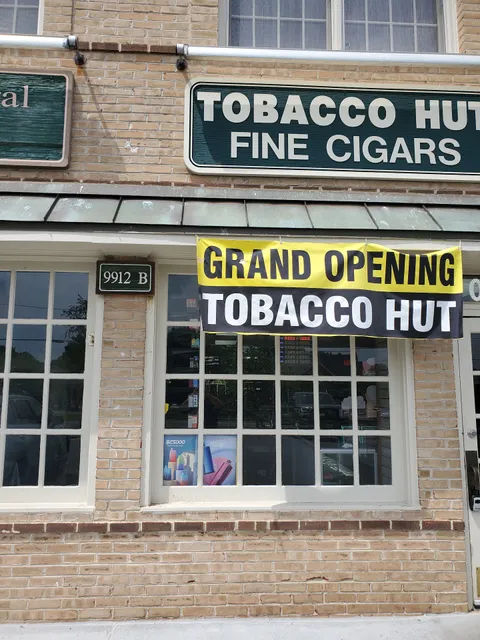 al
TOBACCO HUT
FINE CIGARS
GRAND OPENING
TOBACCO HUT
9912 B